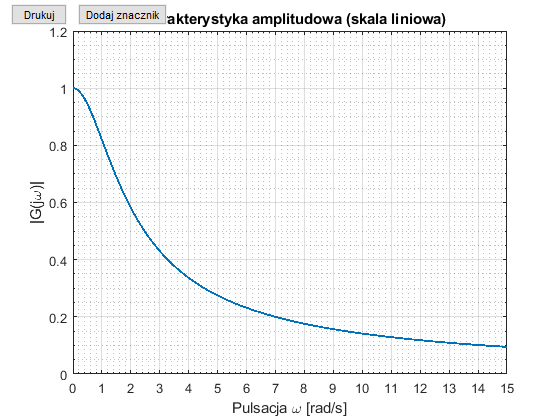 Drukuj
Dodaj znacznik
rakterystyka amplitudowa (skala liniowa)
1.2
1
0.8
0.6
0.4
0.2
0
|G(jω)|
0 1 2 3 4 5 6 7 8 9 10 11 12 13 14 15
Pulsacja ω [rad/s]